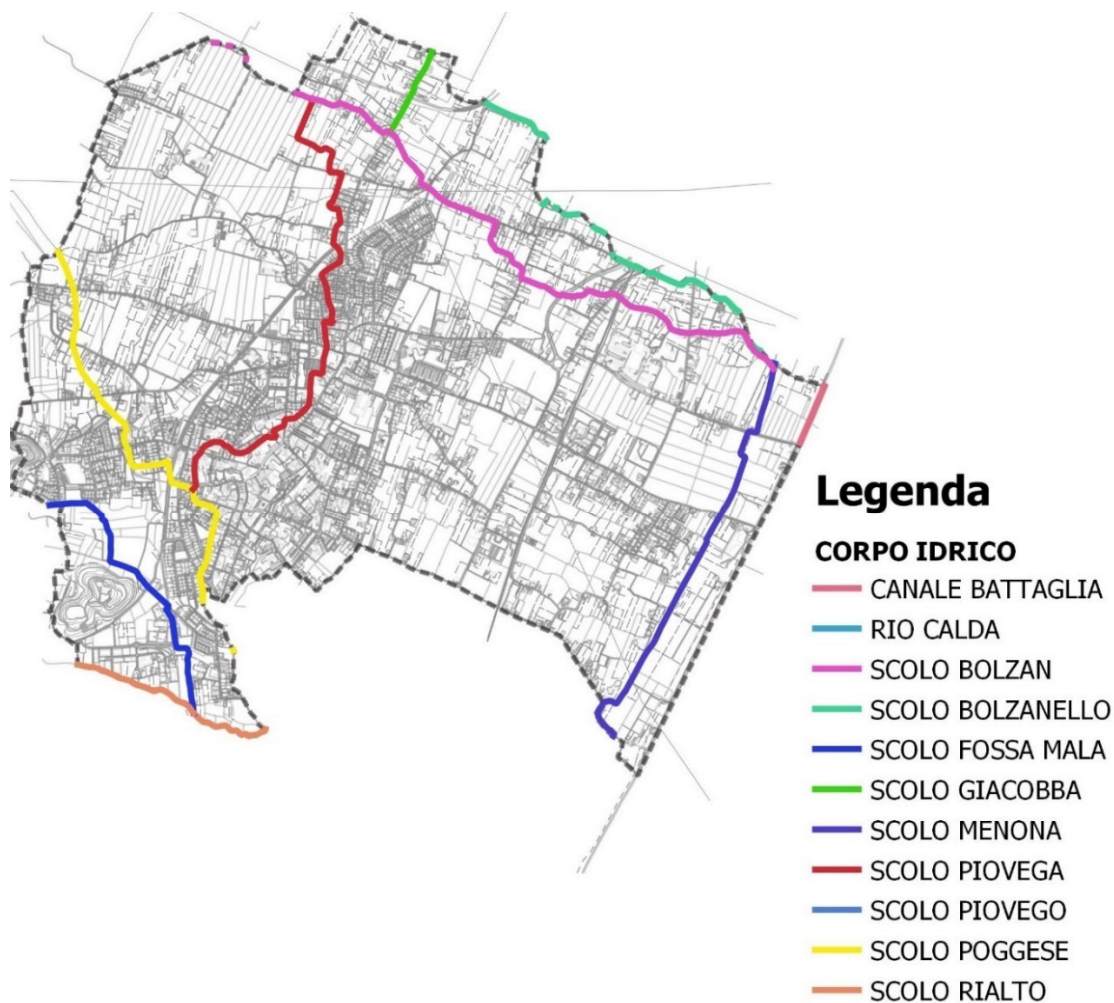 Legenda
CORPO IDRICO
CANALE BATTAGLIA
RIO CALDA
SCOLO BOLZAN
SCOLO BOLZANELLO
SCOLO FOSSA MALA
SCOLO GIACOBBA
SCOLO MENONA
SCOLO PIOVEGA
SCOLO PIOVEGO
SCOLO POGGESE
SCOLO RIALTO